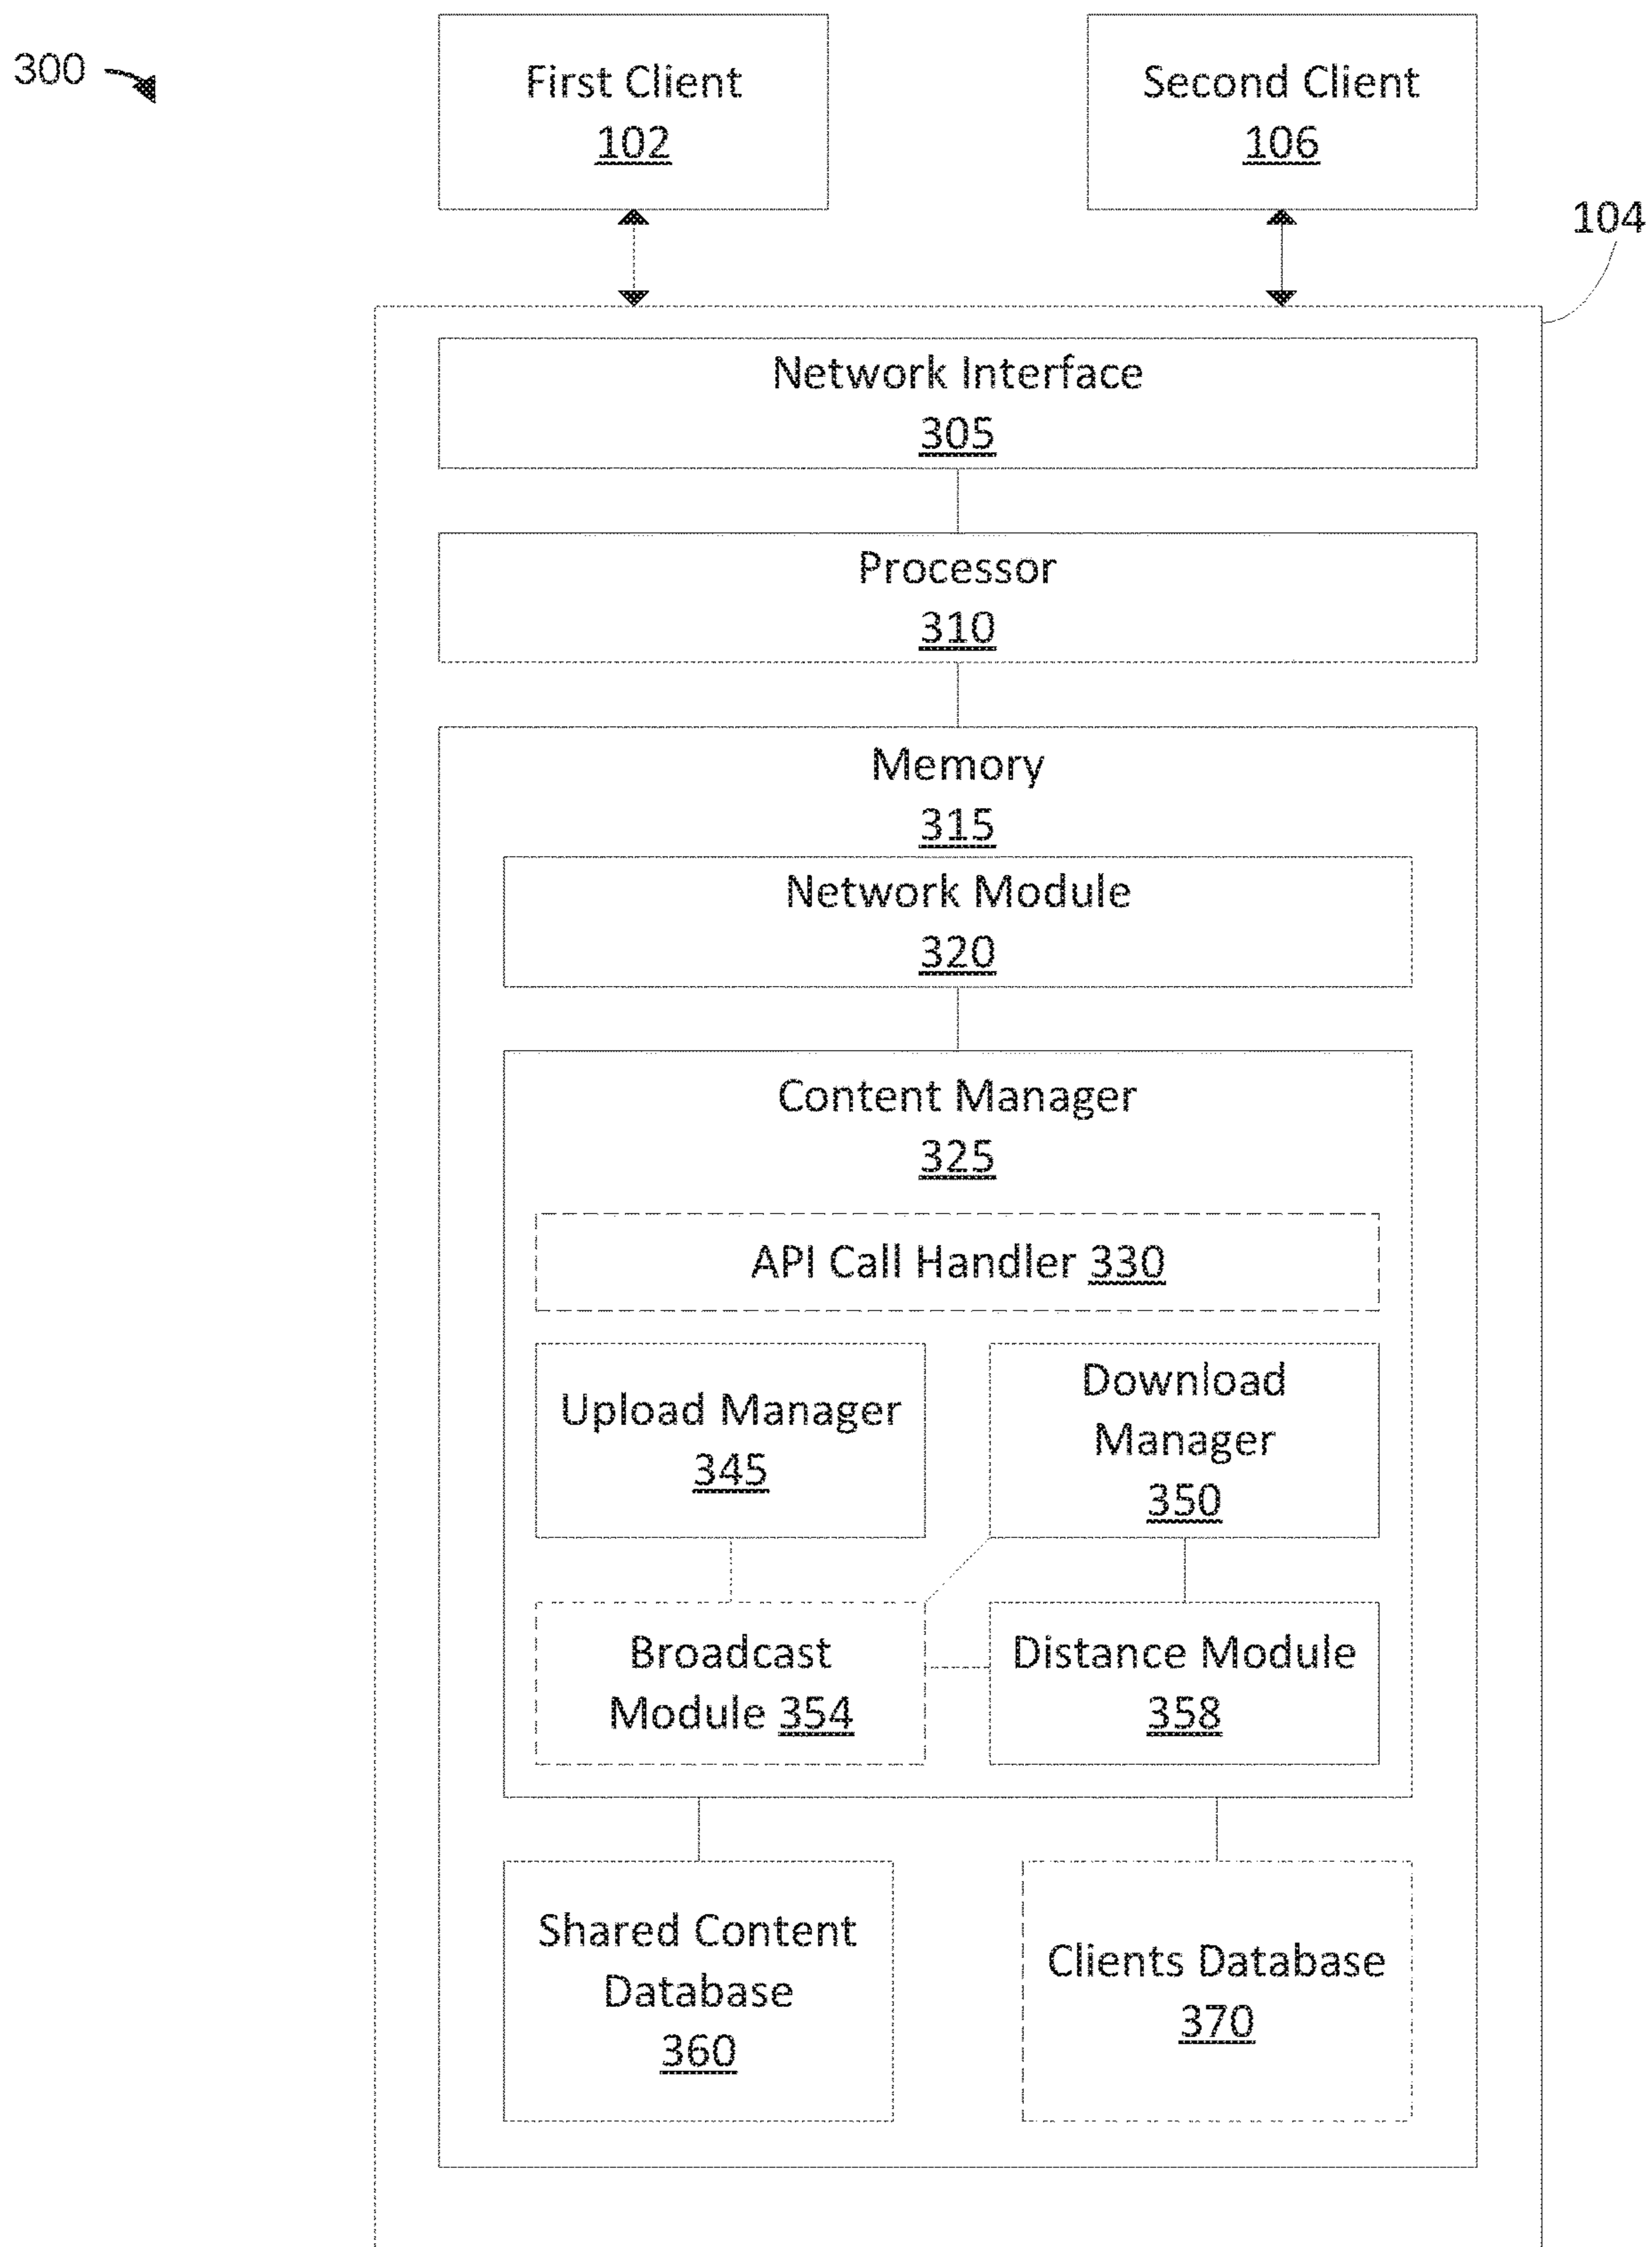 300
First Client
102
Second Client
106
104
Network Interface
305
Processor
310
Memory
315
Network Module
320
Content Manager
325
API Call Handler 330
Upload Manager
345
Download
Manager
350
Broadcast
Module 354
Distance Module
358
Shared Content
Database
360
Clients Database
370